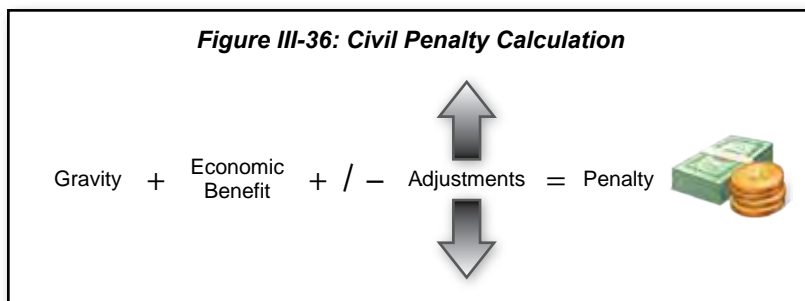 Figure III-36: Civil Penalty Calculation
Gravity + Economic Benefit + / – Adjustments = Penalty